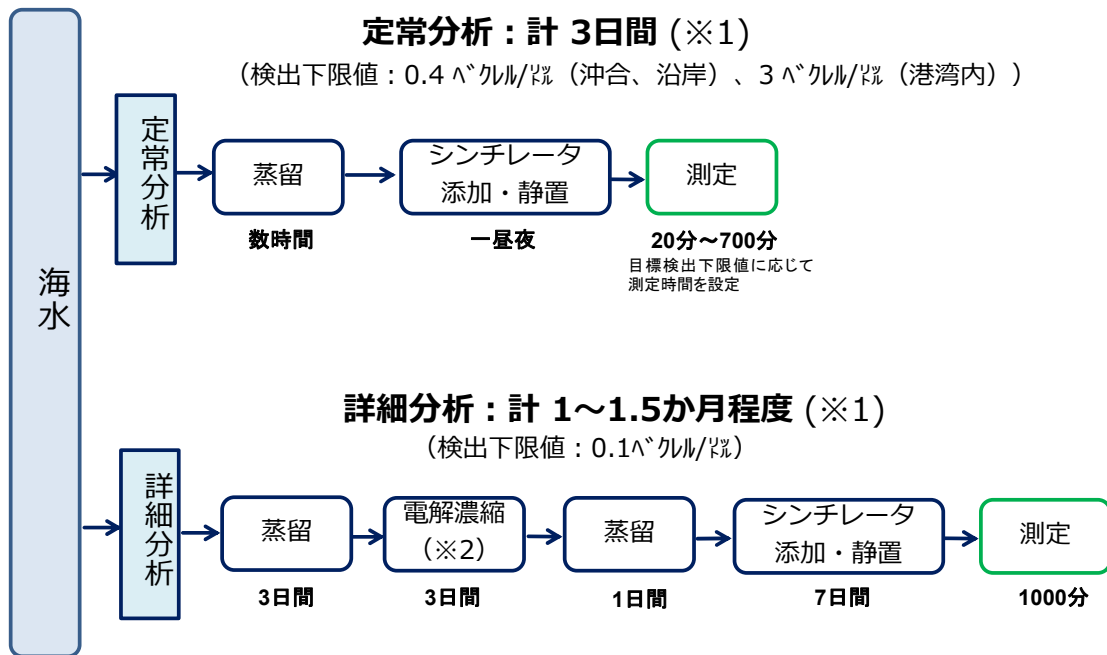 定常分析：計 3日間 (※1)
（検出下限値：0.4 ﾍﾞｸﾚﾙ/㍑（沖合、沿岸）、3 ﾍﾞｸﾚﾙ/㍑（港湾内））
海水
定常分析
蒸留
数時間
シンチレータ
添加・静置
一昼夜
測定
20分～700分
目標検出下限値に応じて
測定時間を設定
詳細分析：計 1～1.5か月程度 (※1)
（検出下限値：0.1ﾍﾞｸﾚﾙ/㍑）
詳細分析
蒸留
3日間
電解濃縮
（※2）
3日間
蒸留
1日間
シンチレータ
添加・静置
7日間
測定
1000分